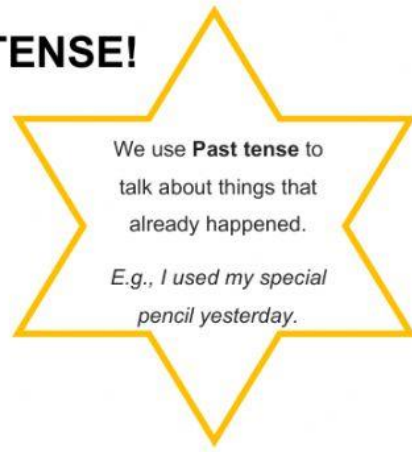 TENSE!
We use Past tense to
talk about things that
already happened.
E.g., I used my special
pencil yesterday.